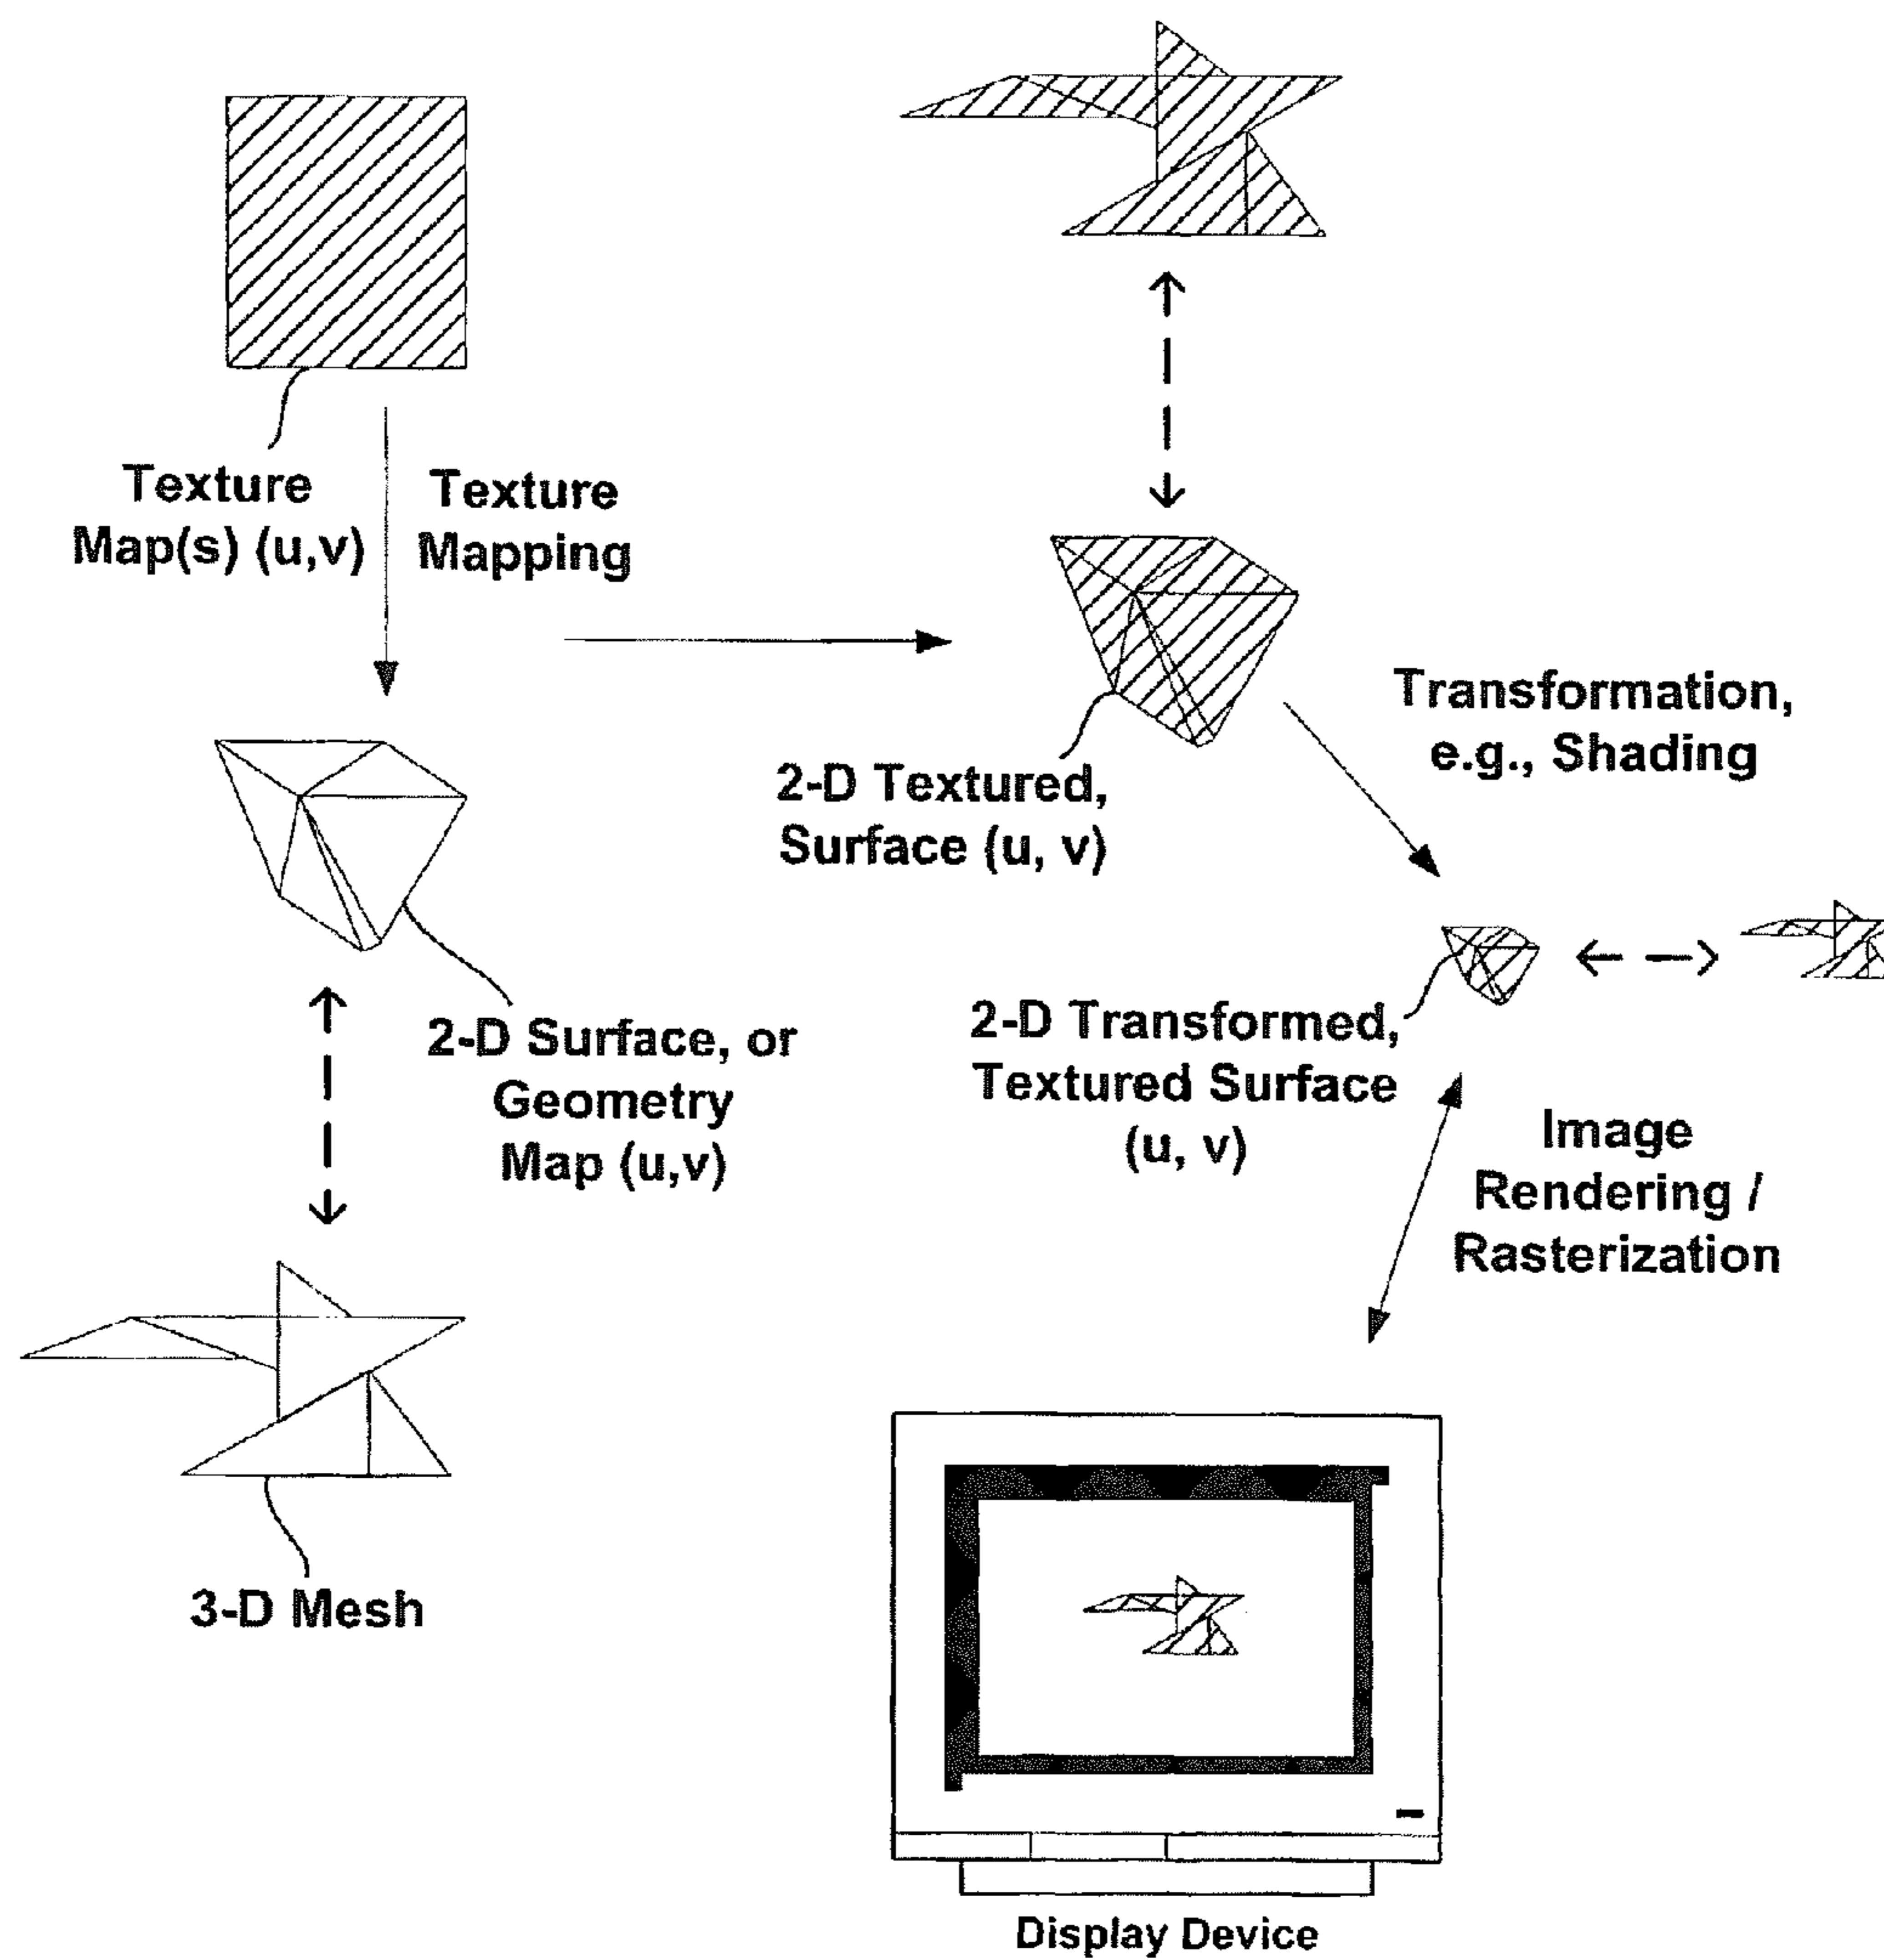 Texture
Map(s) (u,v)
Texture
Mapping
2-D Textured,
Surface (u, v)
Transformation,
e.g., Shading
2-D Surface, or
Geometry
Map (u,v)
2-D Transformed,
Textured Surface
(u, v)
Image
Rendering /
Rasterization
3-D Mesh
Display Device